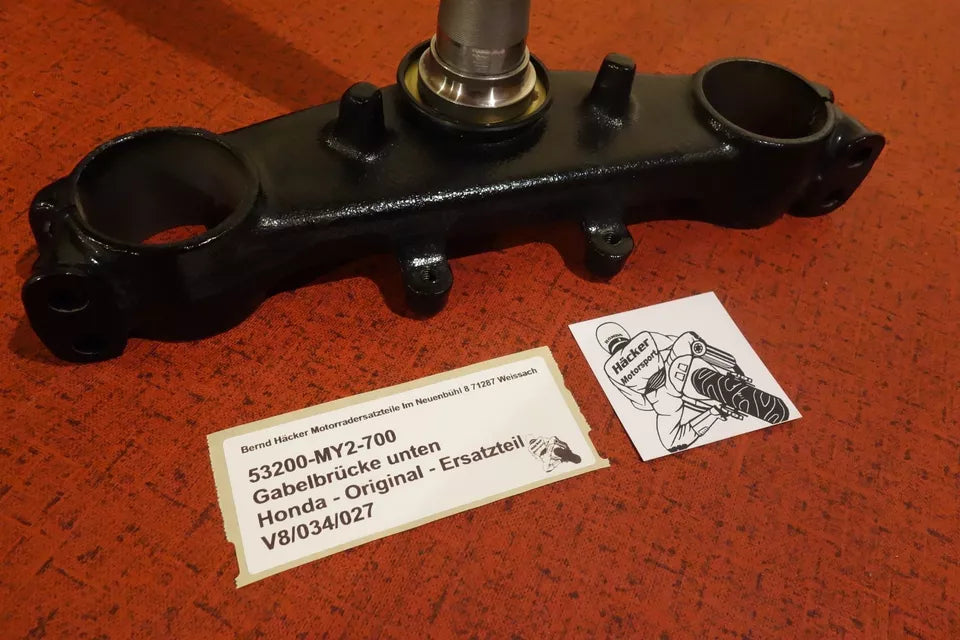 Bernd Häcker Motorradersatzteile Im Neuenbühl 8 71287 Weissach
53200-MY2-700
Gabelbrücke unten
Honda - Original - Ersatzteil
V8/034/027
Häcker
Motorsport